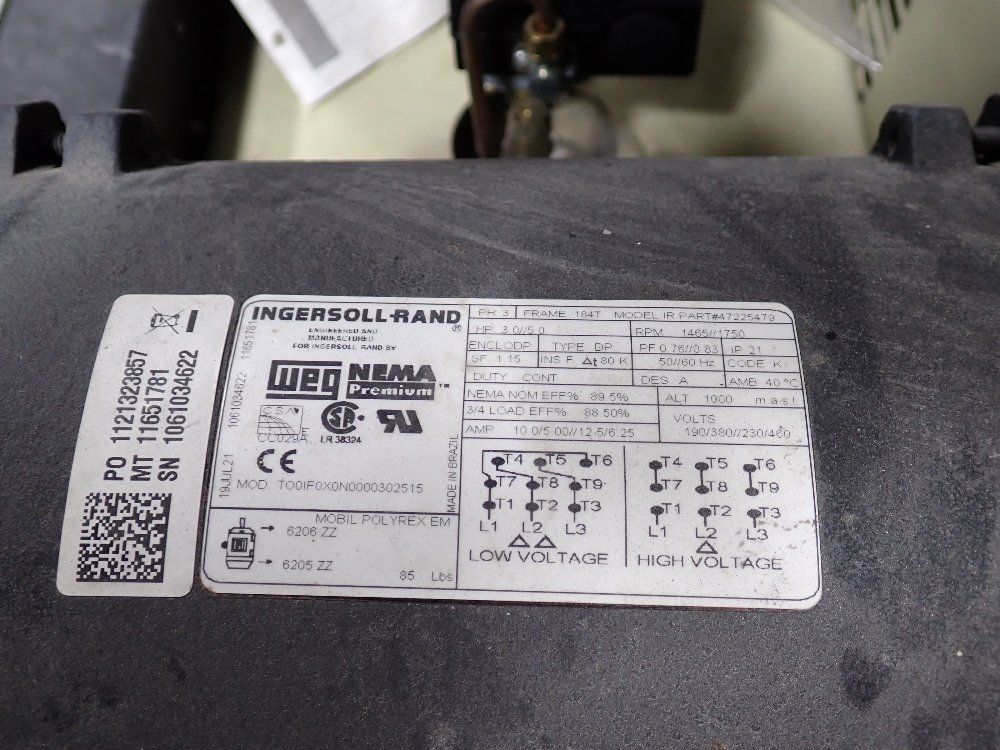 PO 1121323857
MT 11651781
SN 1061034622
INGERSOLL-RAND®
ENGINEERED AND
MANUFACTURED
FOR INGERSOLL RAND BY
WEG NEMA
Premium™
11651781
1061034622
19JUL21
CSA
CC029A
LR 38324
CE
MADE IN BRAZIL
MOD. TO0IF0X0N0000302515
MOBIL POLYREX EM
6206 ZZ
6205 ZZ
85 Lbs
PH 3 FRAME 184T MODEL IR PART#47225479
HP 3.0//5.0 RPM 1465//1750
ENCL ODP TYPE DP PF 0.76//0.83 IP 21
SF 1.15 INS F Δt 80 K 50//60 Hz CODE K
DUTY CONT DES A AMB 40°C
NEMA NOM EFF% 89.5% ALT 1000 m.a.s.l
3/4 LOAD EFF% 88.50% VOLTS
AMP 10.0/5.00//12.5/6.25 190/380//230/460
T4 T5 T6
T7 T8 T9
T1 T2 T3
L1 L2 L3
LOW VOLTAGE
T4 T5 T6
T7 T8 T9
T1 T2 T3
L1 L2 L3
HIGH VOLTAGE